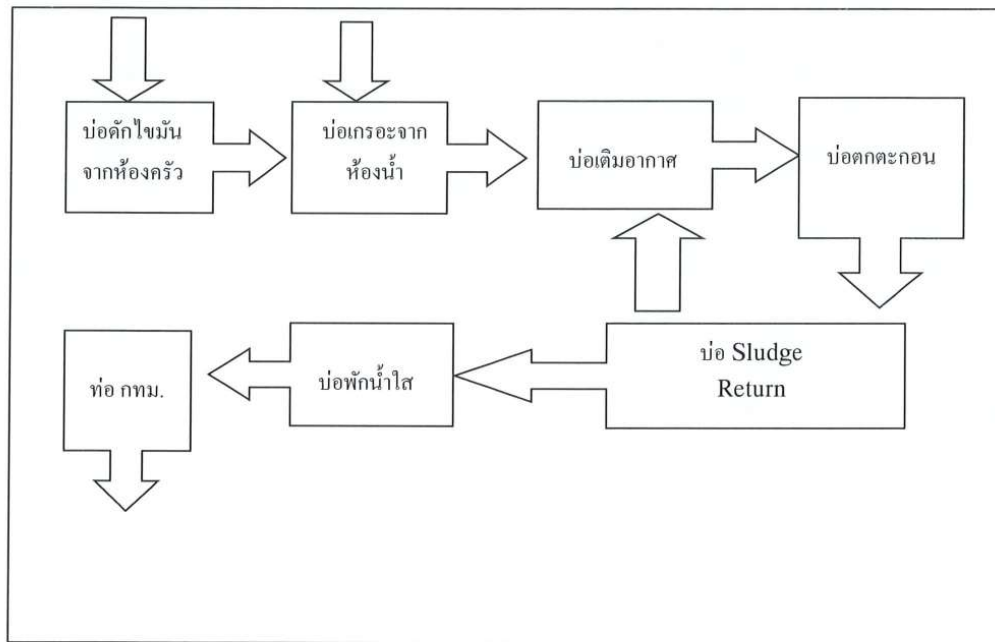 บ่อดักไขมัน
จากห้องครัว
บ่อเกรอะจาก
ห้องน้ำ
บ่อเติมอากาศ
บ่อตกตะกอน
ท่อ กทม.
บ่อพักน้ำใส
บ่อ Sludge
Return